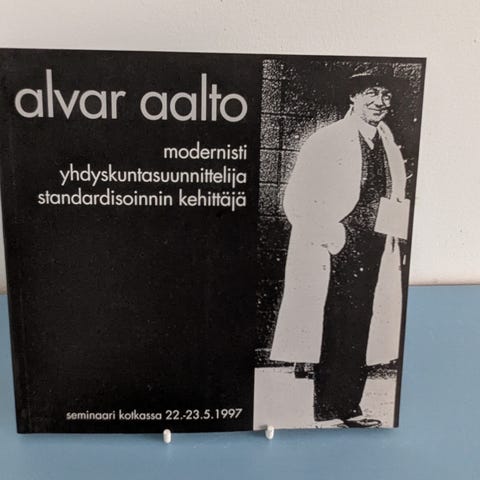 alvar aalto
modernisti
yhdyskuntasuunnittelija
standardisoinnin kehittäjä
seminaari kotkassa 22.-23.5.1997